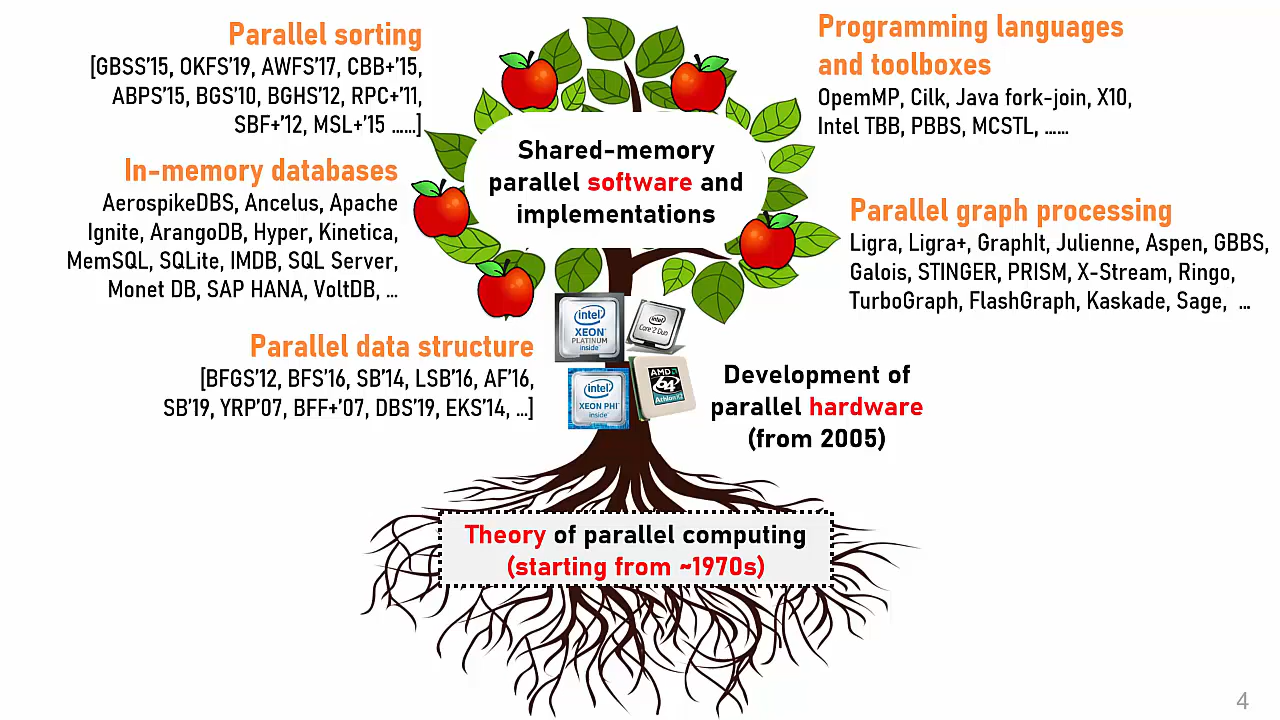 Parallel sorting
[GBSS’15, OKFS’19, AWFS’17, CBB+’15,
ABPS’15, BGS’10, BGHS’12, RPC+’11,
SBF+’12, MSL+’15 ……]
In-memory databases
AerospikeDBS, Ancelus, Apache
Ignite, ArangoDB, Hyper, Kinetica,
MemSQL, SQLite, IMDB, SQL Server,
Monet DB, SAP HANA, VoltDB, …
Parallel data structure
[BFGS’12, BFS’16, SB’14, LSB’16, AF’16,
SB’19, YRP’07, BFF+’07, DBS’19, EKS’14, …]
Shared-memory
parallel software and
implementations
Programming languages
and toolboxes
OpemMP, Cilk, Java fork-join, X10,
Intel TBB, PBBS, MCSTL, ……
Parallel graph processing
Ligra, Ligra+, GraphIt, Julienne, Aspen, GBBS,
Galois, STINGER, PRISM, X-Stream, Ringo,
TurboGraph, FlashGraph, Kaskade, Sage, …
intel
XEON
PLATINUM
inside
intel
Core 2 Duo
intel
XEON PHI
inside
AMD
64
Athlon X2
Development of
parallel hardware
(from 2005)
Theory of parallel computing
(starting from ~1970s)
4